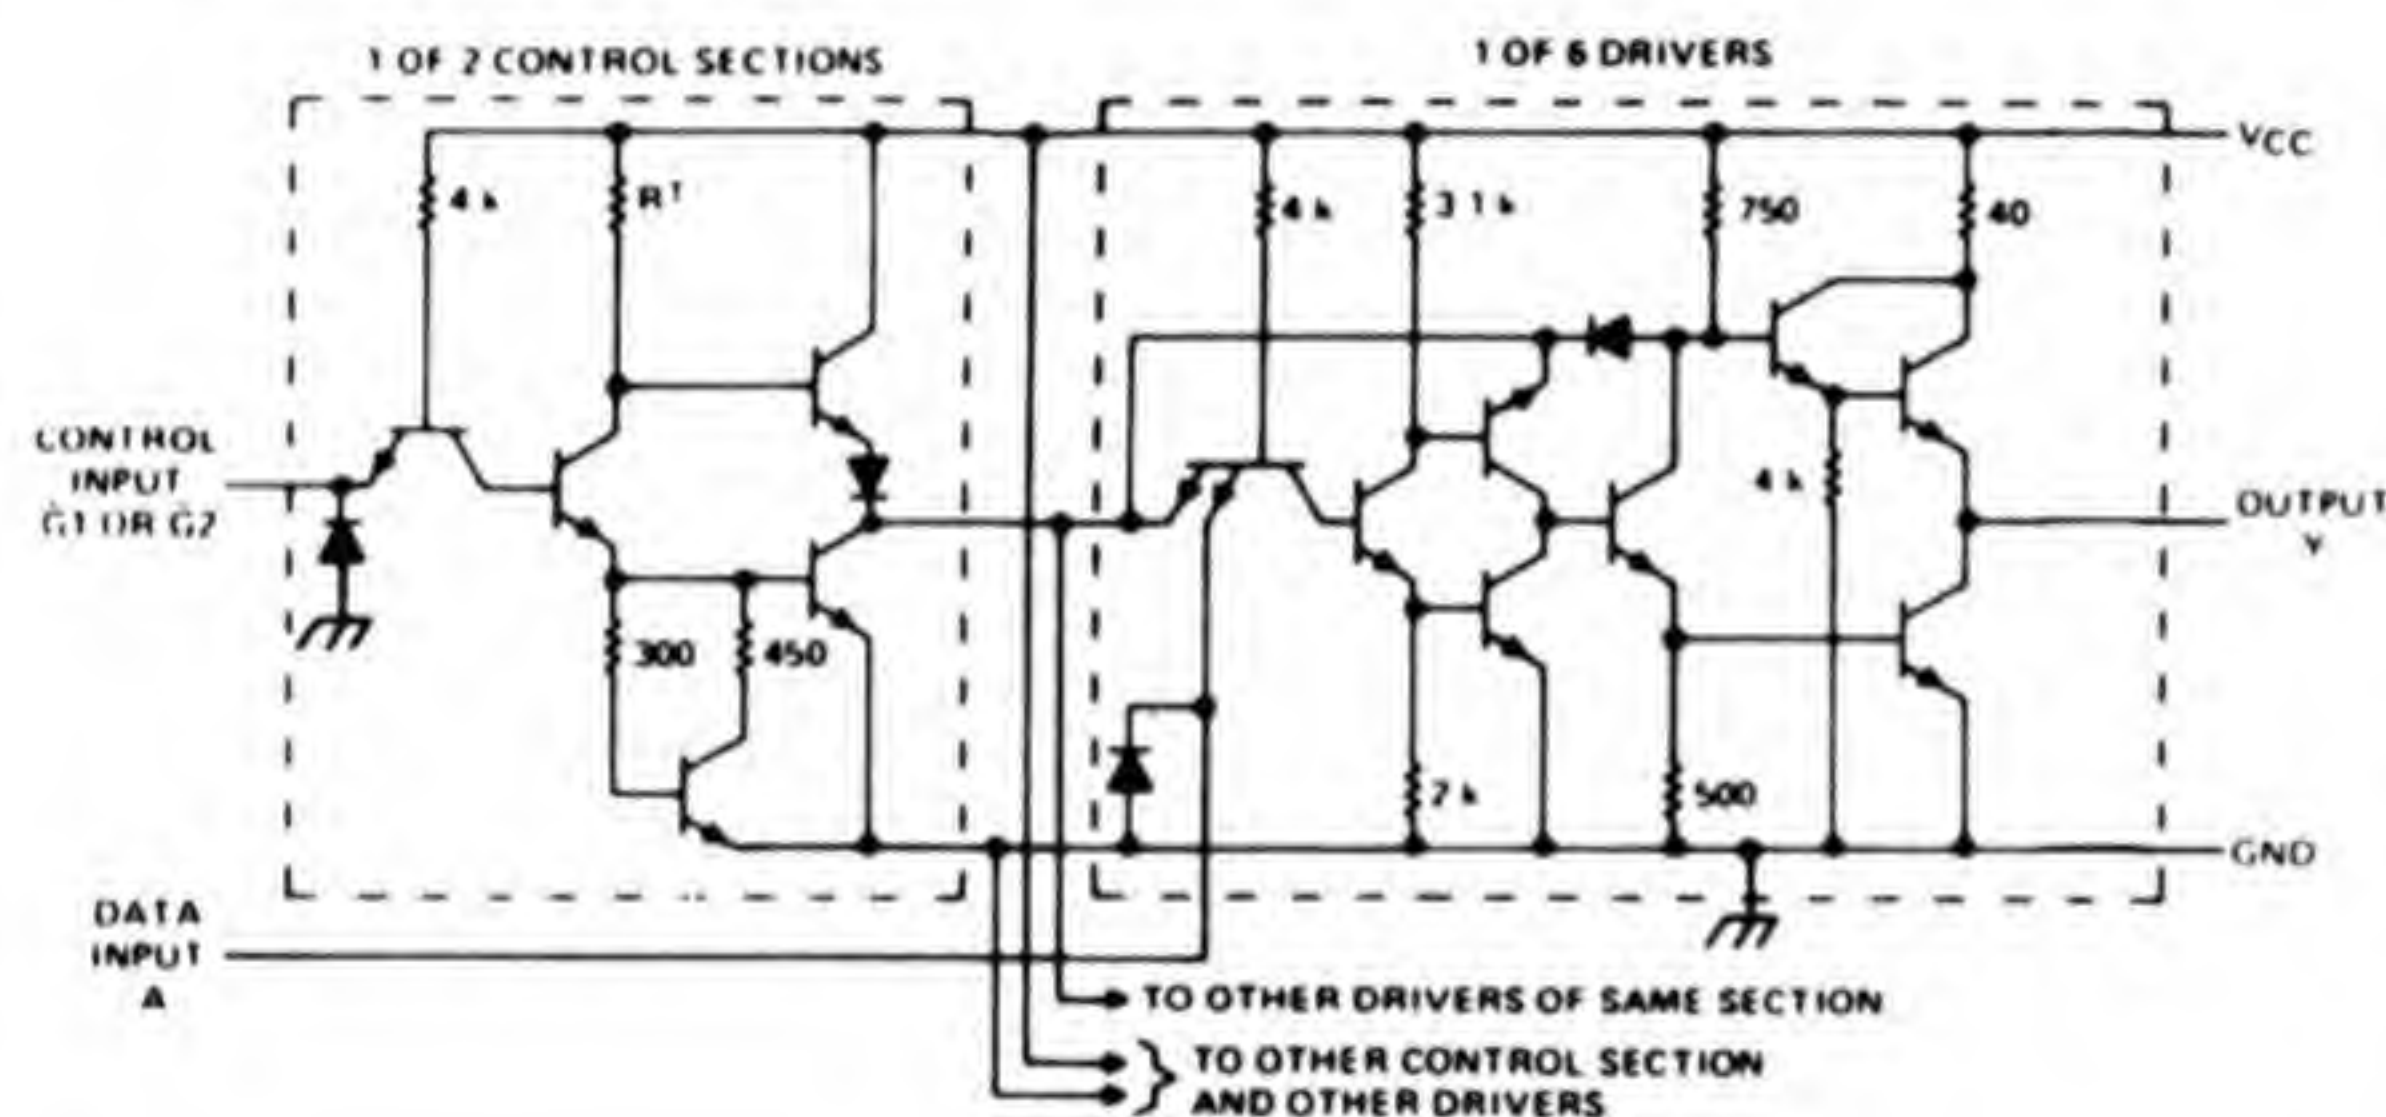 1 OF 2 CONTROL SECTIONS
1 OF 6 DRIVERS
VCC
4 k
R†
4 k
3 1 k
750
40
CONTROL
INPUT
G̅1 OR G̅2
4 k
OUTPUT
Y
300
450
2 k
500
GND
DATA
INPUT
A
TO OTHER DRIVERS OF SAME SECTION
TO OTHER CONTROL SECTION
AND OTHER DRIVERS